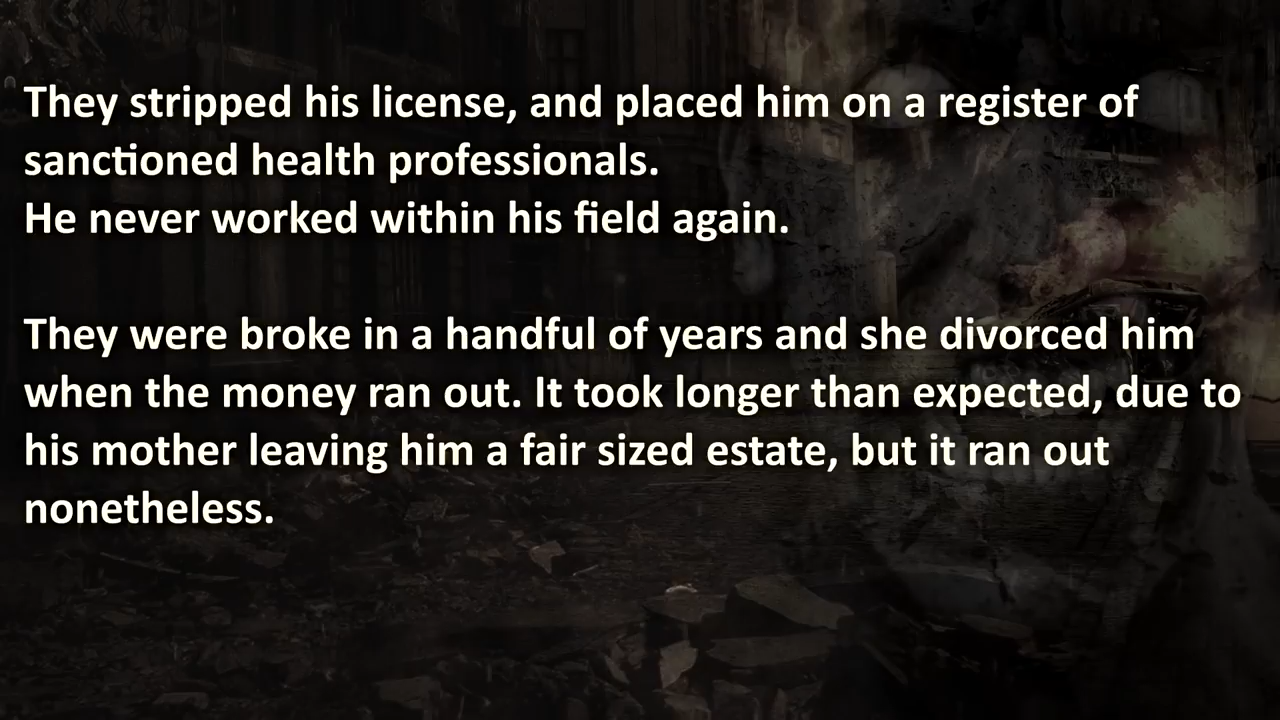 They stripped his license, and placed him on a register of
sanctioned health professionals.
He never worked within his field again.
They were broke in a handful of years and she divorced him
when the money ran out. It took longer than expected, due to
his mother leaving him a fair sized estate, but it ran out
nonetheless.